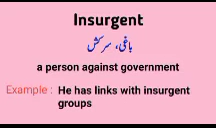 Insurgent
باغی، سرکش
a person against government
Example : He has links with insurgent
groups